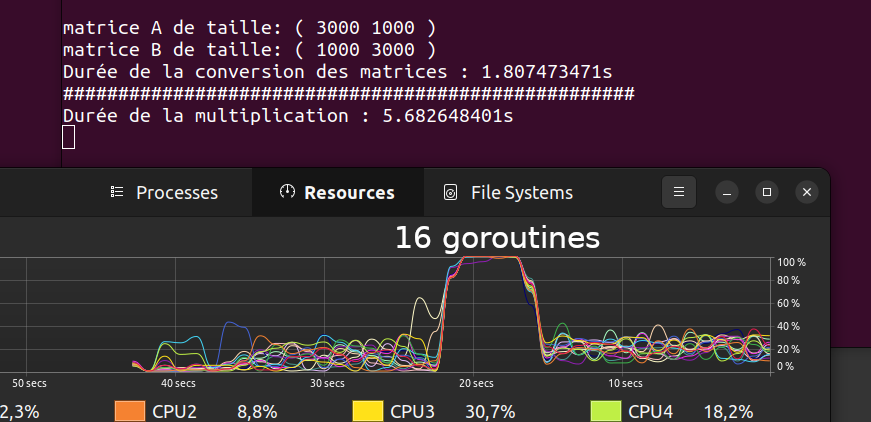 matrice A de taille: ( 3000 1000 )
matrice B de taille: ( 1000 3000 )
Durée de la conversion des matrices : 1.807473471s
####################################################
Durée de la multiplication : 5.682648401s
Processes Resources File Systems
16 goroutines
100 %
80 %
60 %
40 %
20 %
0 %
50 secs 40 secs 30 secs 20 secs 10 secs
2,3% CPU2 8,8% CPU3 30,7% CPU4 18,2%